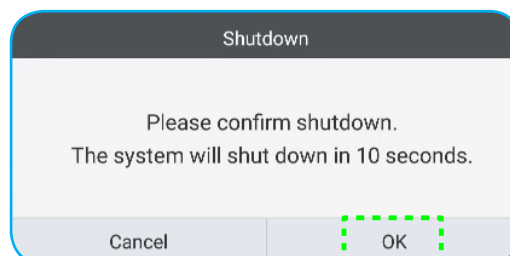 Shutdown
Please confirm shutdown.
The system will shut down in 10 seconds.
Cancel OK